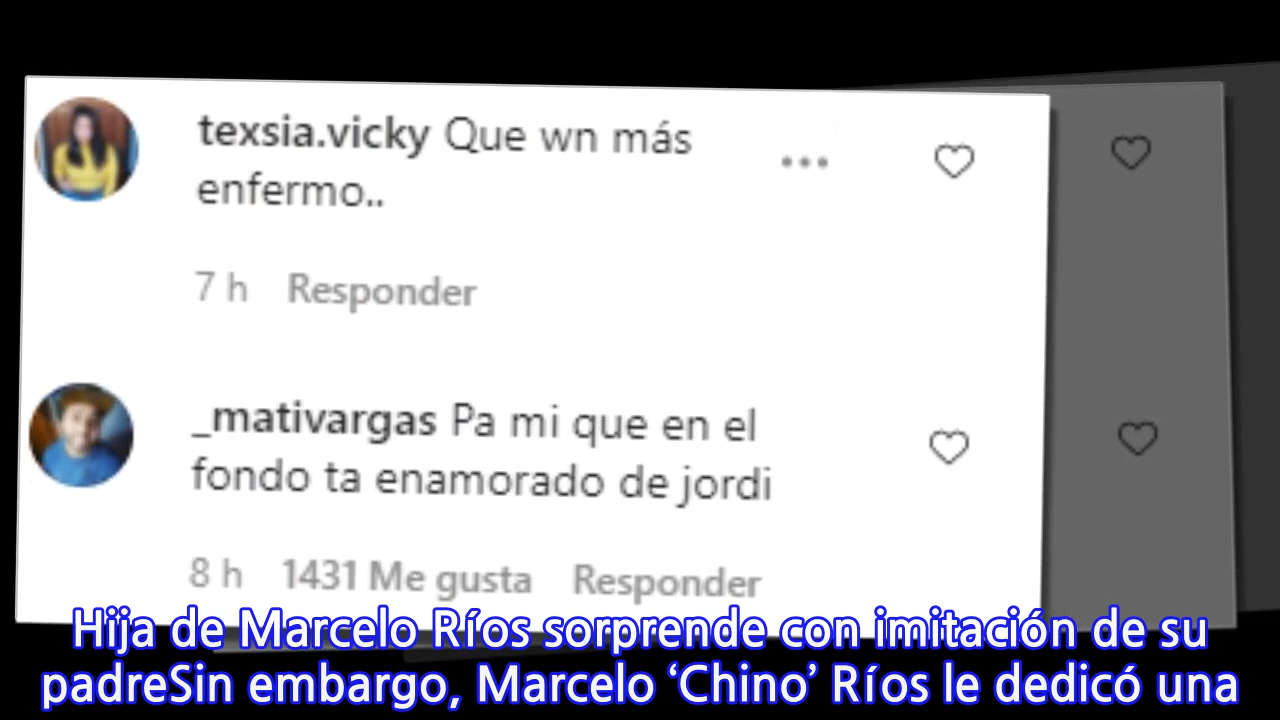 texsia.vicky Que wn más
enfermo..
7 h Responder
_mativargas Pa mi que en el
fondo ta enamorado de jordi
8 h 1431 Me gusta Responder
Hija de Marcelo Ríos sorprende con imitación de su
padreSin embargo, Marcelo ‘Chino’ Ríos le dedicó una